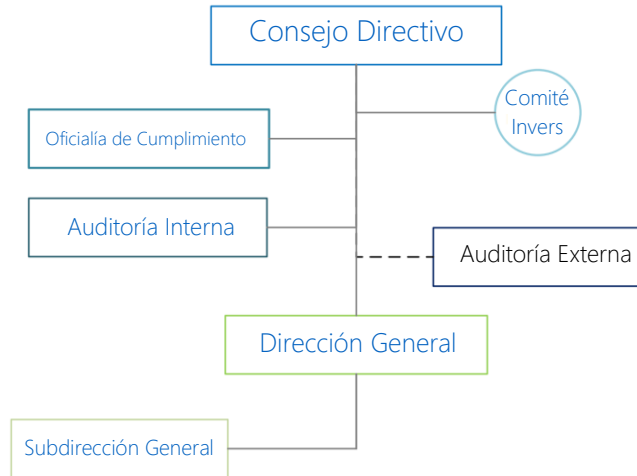 Consejo Directivo
Comité
Invers
Oficialía de Cumplimiento
Auditoría Interna
Auditoría Externa
Dirección General
Subdirección General